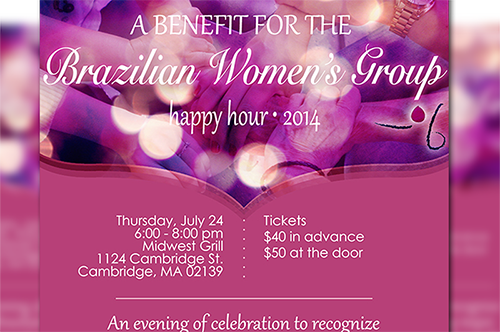 A BENEFIT FOR THE
Brazilian Women's Group
happy hour • 2014
Thursday, July 24
6:00 - 8:00 pm
Midwest Grill
1124 Cambridge St.
Cambridge, MA 02139
Tickets
$40 in advance
$50 at the door
An evening of celebration to recognize